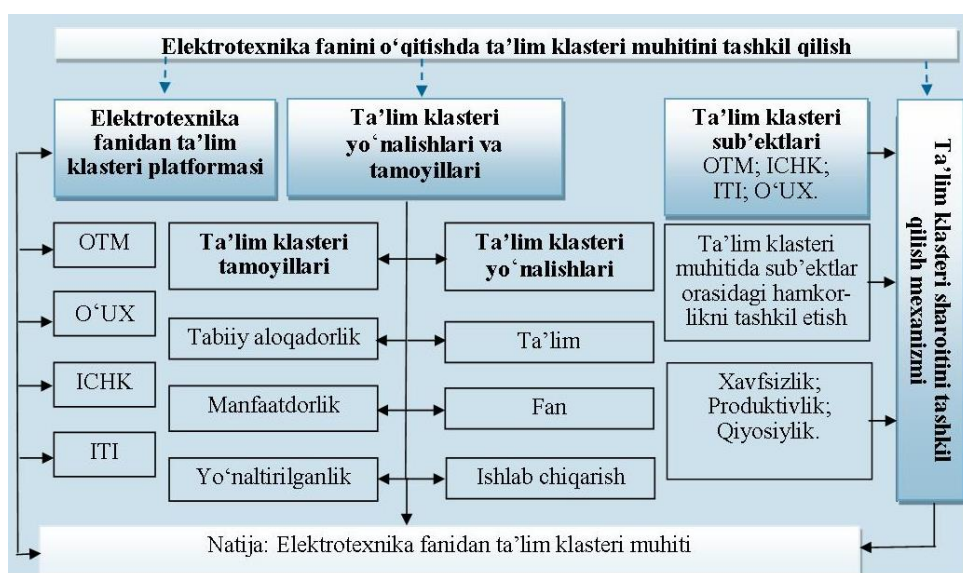 Elektrotexnika fanini o‘qitishda ta’lim klasteri muhitini tashkil qilish
Elektrotexnika
fanidan ta’lim
klasteri platformasi
Ta’lim klasteri
yo‘nalishlari va
tamoyillari
Ta’lim klasteri
sub’ektlari
OTM; ICHK;
ITI; O‘UX.
Ta’lim klasteri sharoitini tashkil
qilish mexanizmi
OTM
O‘UX
ICHK
ITI
Ta’lim klasteri
tamoyillari
Tabiiy aloqadorlik
Manfaatdorlik
Yo‘naltirilganlik
Ta’lim klasteri
yo‘nalishlari
Ta’lim
Fan
Ishlab chiqarish
Ta’lim klasteri
muhitida sub’ektlar
orasidagi hamkor-
likni tashkil etish
Xavfsizlik;
Produktivlik;
Qiyosiylik.
Natija: Elektrotexnika fanidan ta’lim klasteri muhiti